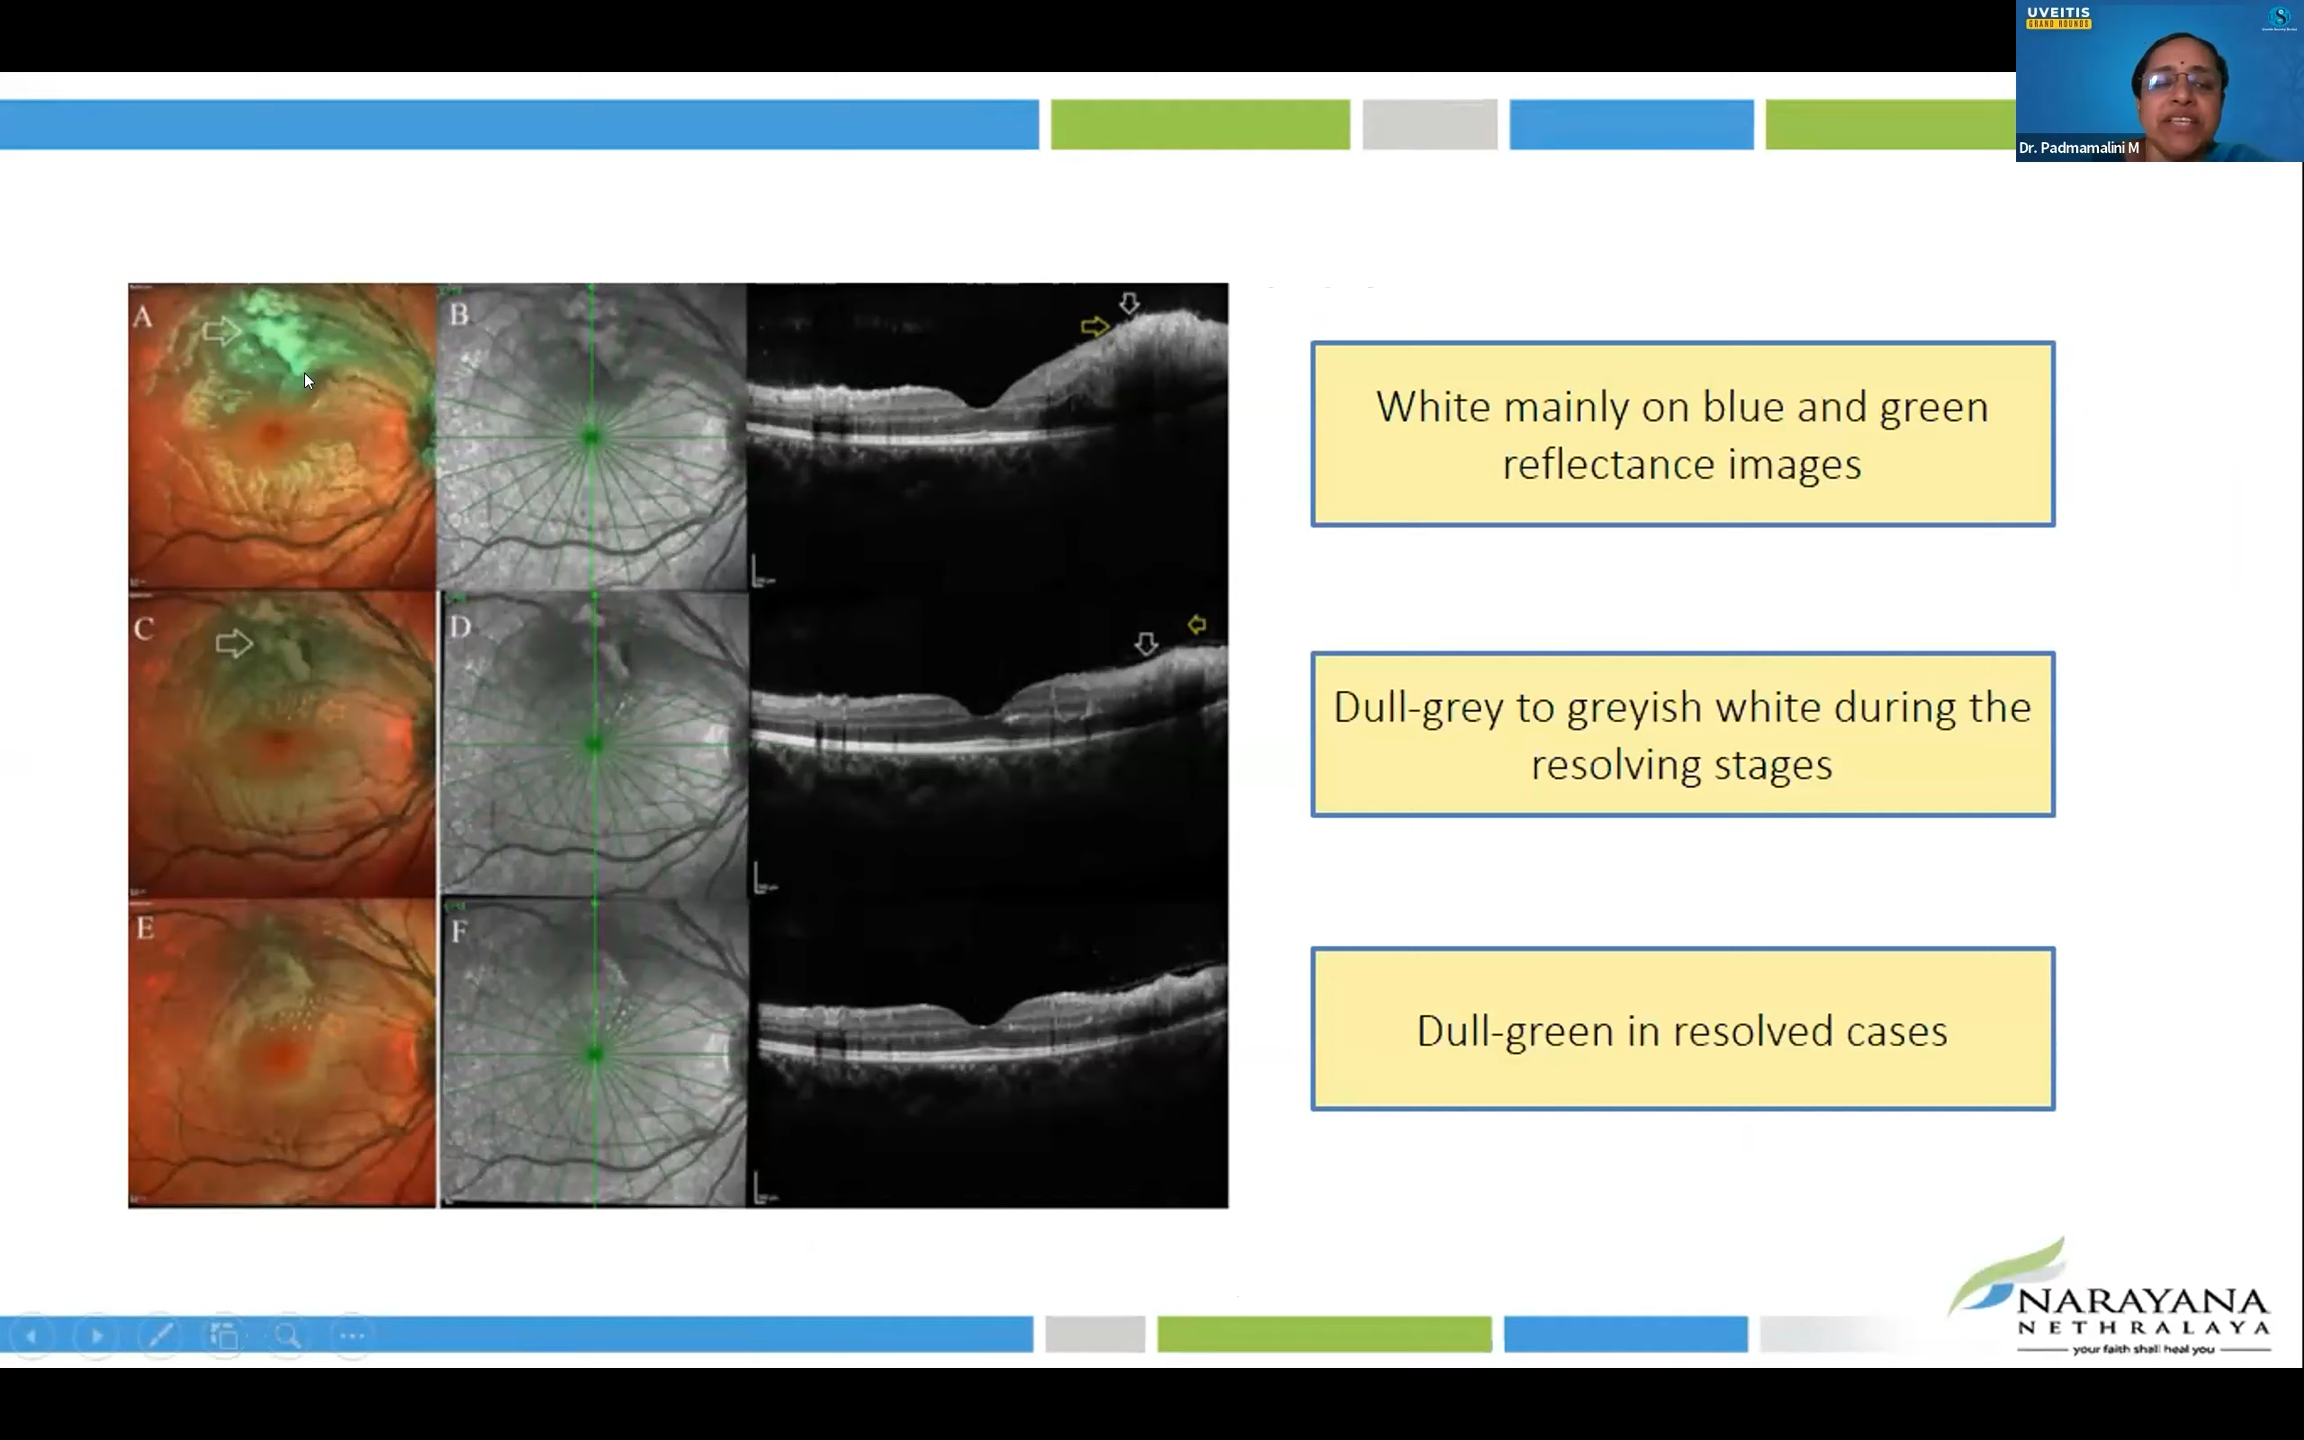 UVEITIS
GRAND ROUNDS
Dr. Padmamalini M
A
B
White mainly on blue and green
reflectance images
C
D
Dull-grey to greyish white during the
resolving stages
E
F
Dull-green in resolved cases
NARAYANA
NETHRALAYA
your faith shall heal you